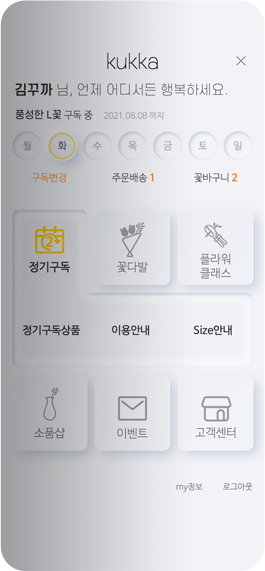 kukka
김꾸까 님, 언제 어디서든 행복하세요.
풍성한 L꽃 구독 중 2021.08.08 까지
월 화 수 목 금 토 일
구독변경 주문배송 1 꽃바구니 2
2
정기구독 꽃다발 플라워
클래스
정기구독상품 이용안내 Size안내
소품샵 이벤트 고객센터
my정보 로그아웃